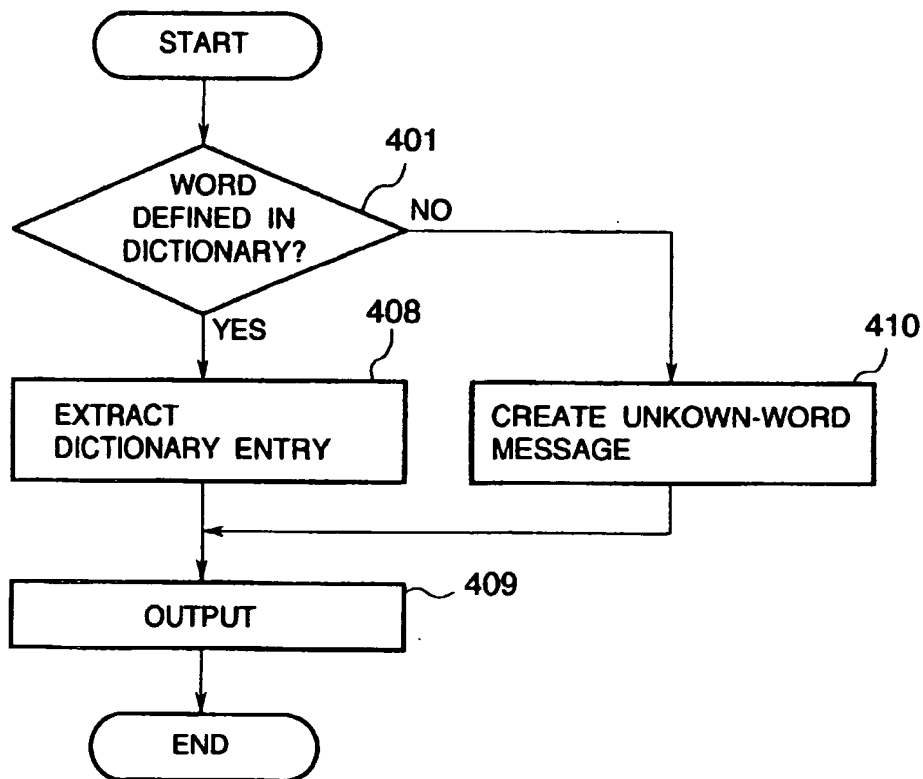 START
401
WORD
DEFINED IN
DICTIONARY?
NO
YES
408
EXTRACT
DICTIONARY ENTRY
410
CREATE UNKOWN-WORD
MESSAGE
409
OUTPUT
END